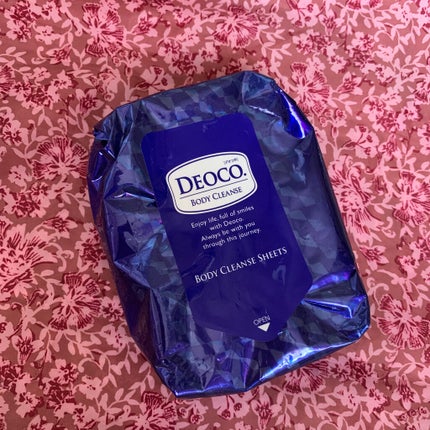 DEOCO.
BODY CLEANSE
Enjoy life, full of smiles
with Deoco.
Always be with you
through this journey.
BODY CLEANSE SHEETS
OPEN